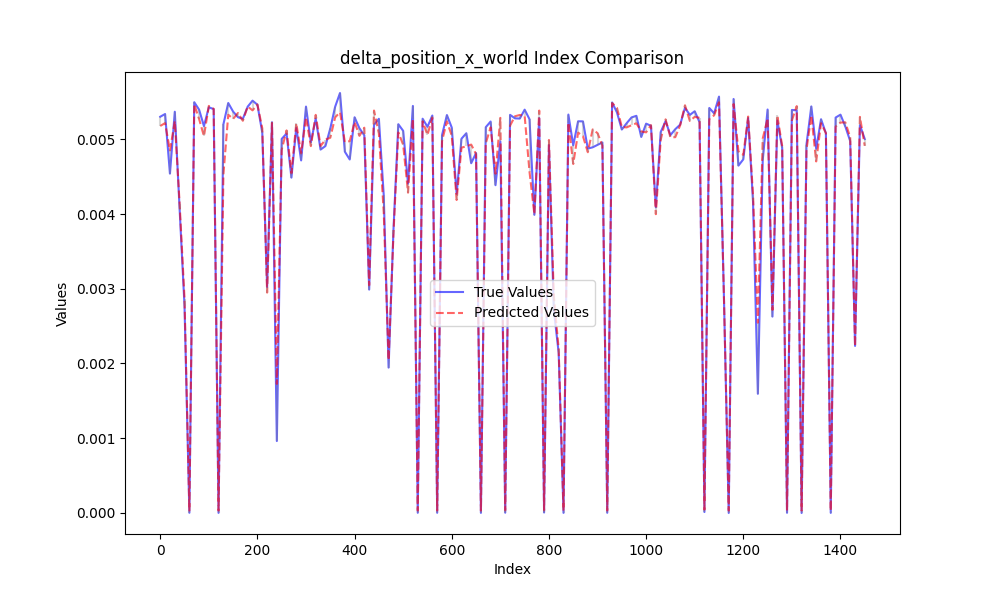 delta_position_x_world Index Comparison
Values
0.005
0.004
0.003
0.002
0.001
0.000
True Values
Predicted Values
0 200 400 600 800 1000 1200 1400
Index